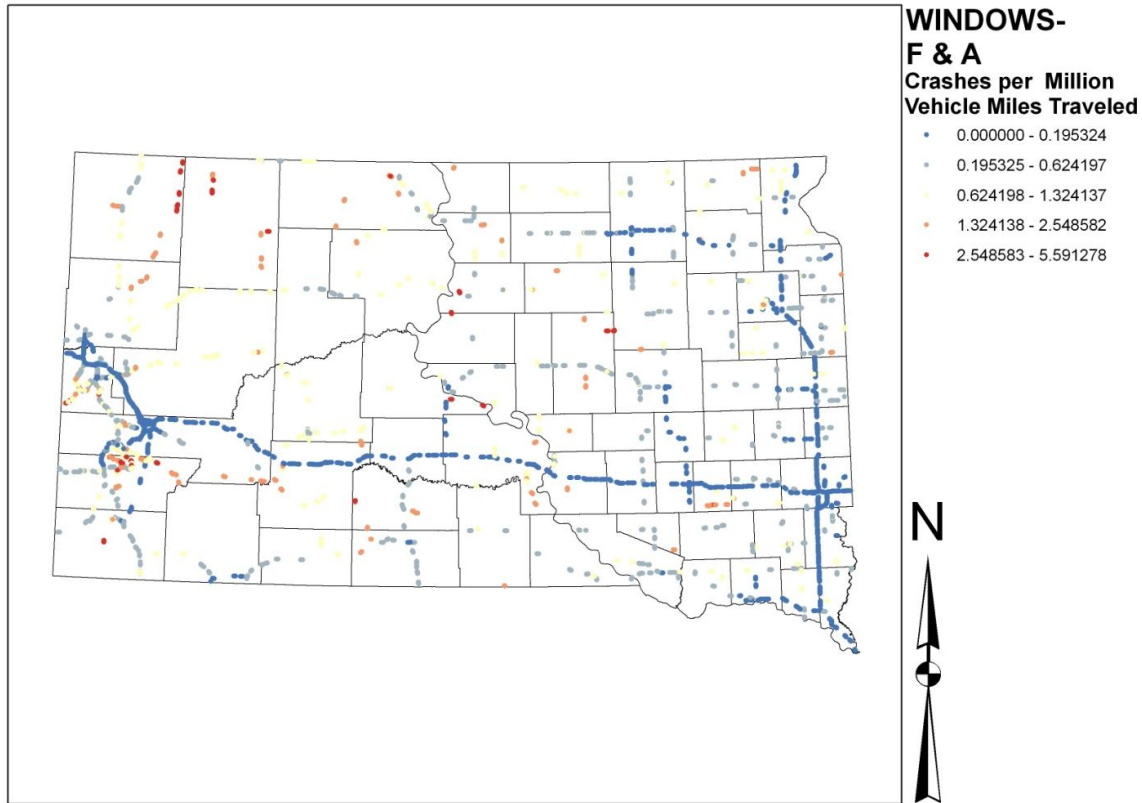 WINDOWS-
F & A
Crashes per Million
Vehicle Miles Traveled
0.000000 - 0.195324
0.195325 - 0.624197
0.624198 - 1.324137
1.324138 - 2.548582
2.548583 - 5.591278
N